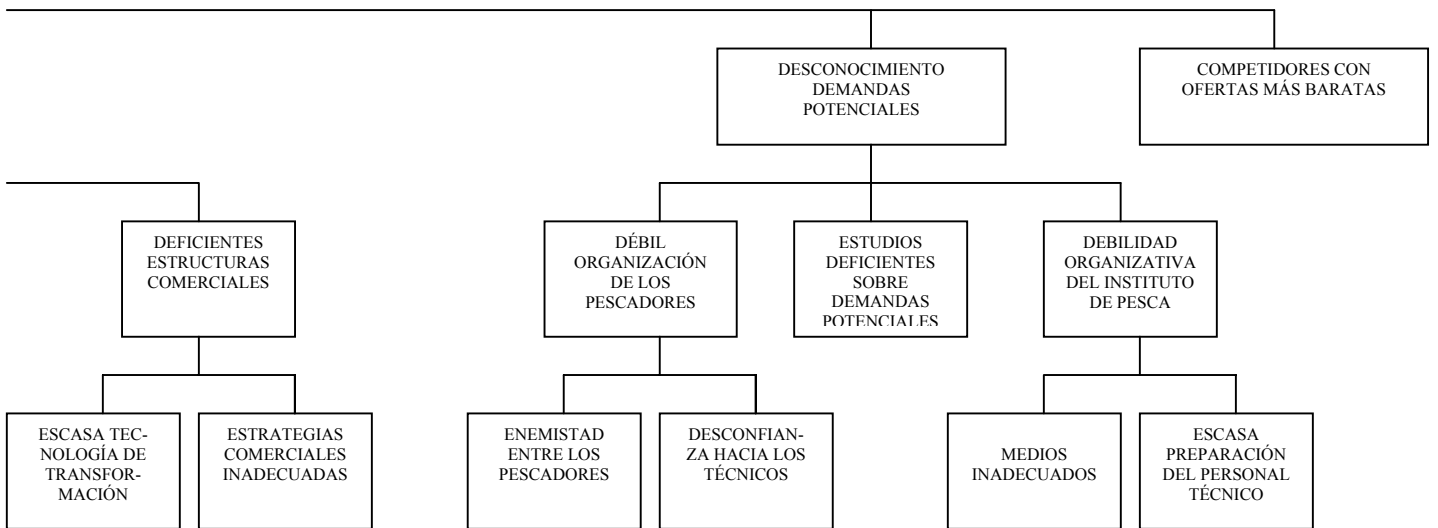 DESCONOCIMIENTO
DEMANDAS
POTENCIALES
COMPETIDORES CON
OFERTAS MÁS BARATAS
DEFICIENTES
ESTRUCTURAS
COMERCIALES
DÉBIL
ORGANIZACIÓN
DE LOS
PESCADORES
ESTUDIOS
DEFICIENTES
SOBRE
DEMANDAS
POTENCIALES
DEBILIDAD
ORGANIZATIVA
DEL INSTITUTO
DE PESCA
ESCASA TEC-
NOLOGÍA DE
TRANSFOR-
MACIÓN
ESTRATEGIAS
COMERCIALES
INADECUADAS
ENEMISTAD
ENTRE LOS
PESCADORES
DESCONFIAN-
ZA HACIA LOS
TÉCNICOS
MEDIOS
INADECUADOS
ESCASA
PREPARACIÓN
DEL PERSONAL
TÉCNICO